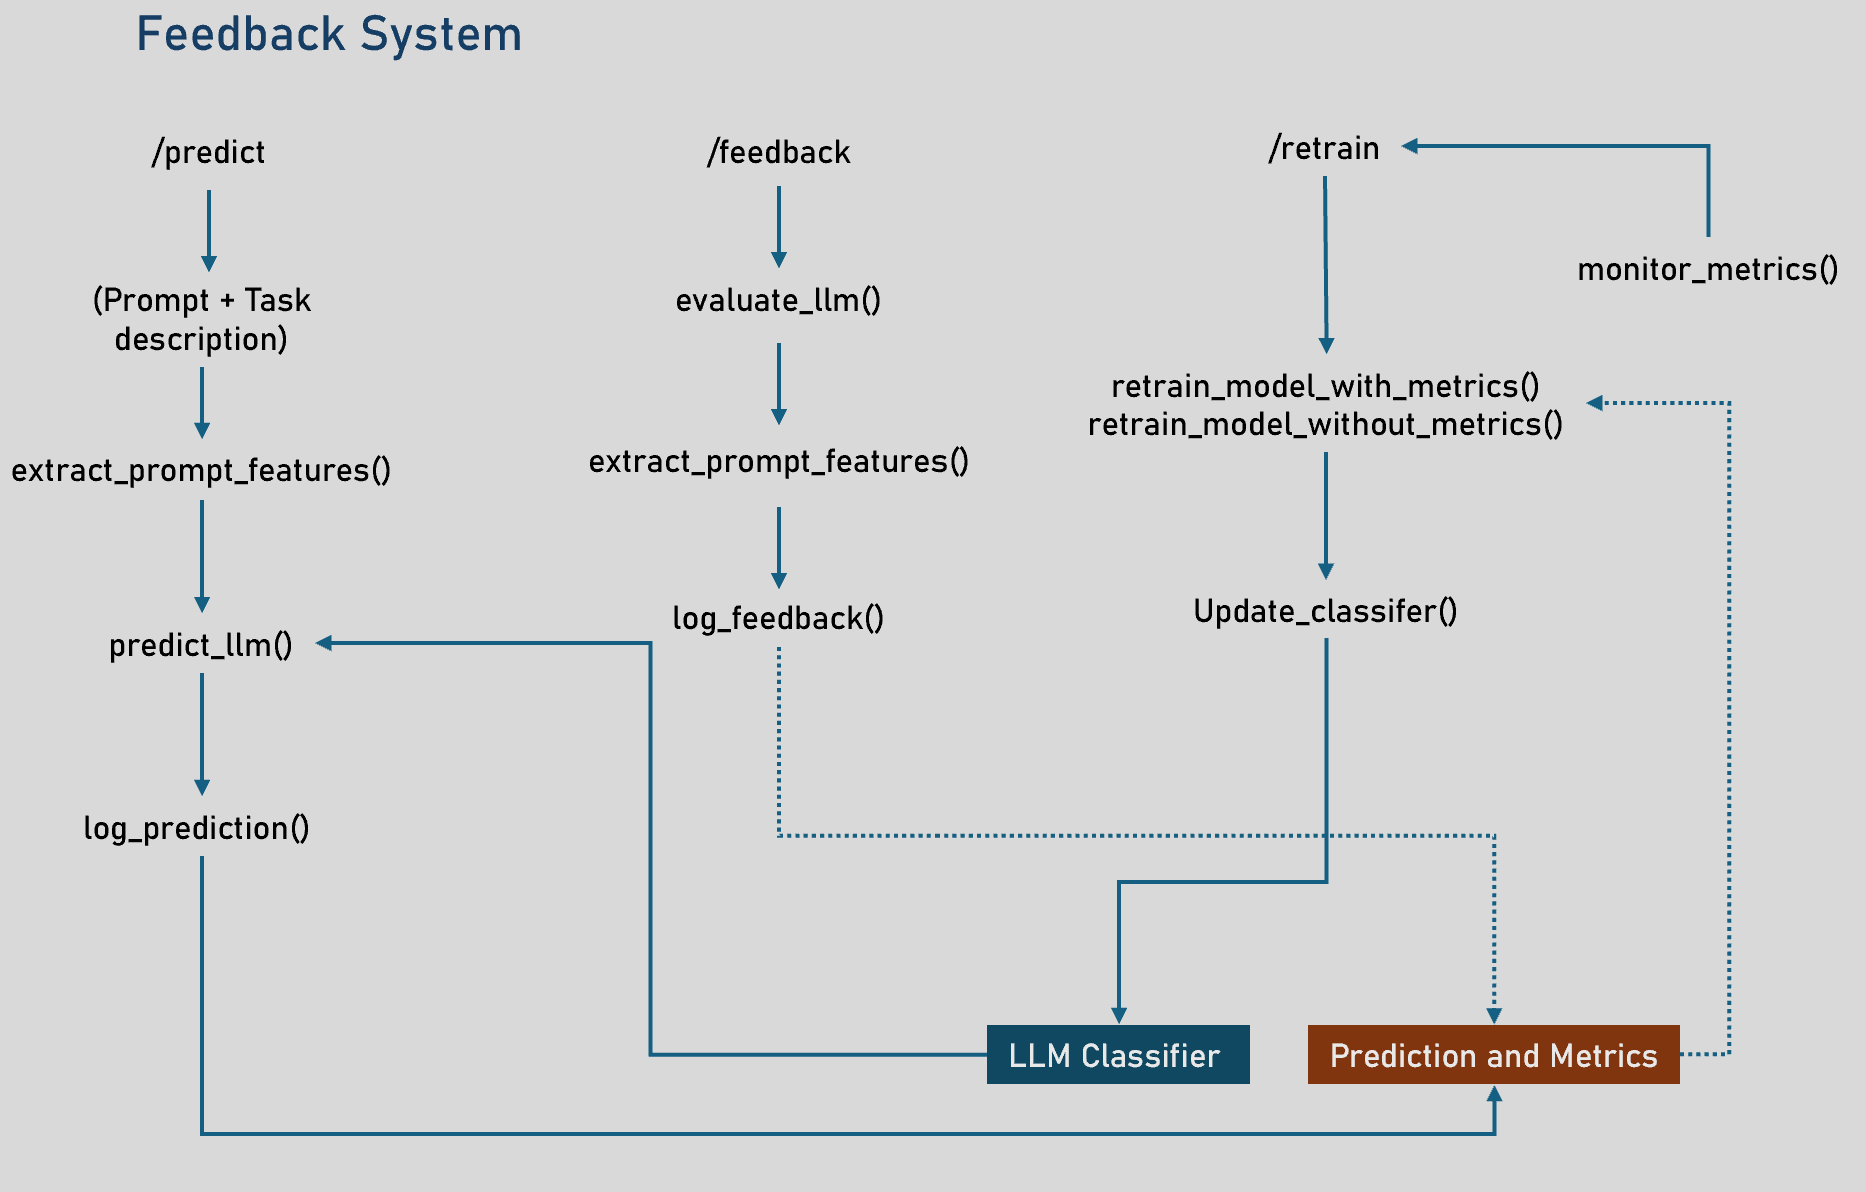 Feedback System
/predict
(Prompt + Task
description)
extract_prompt_features()
predict_llm()
log_prediction()
/feedback
evaluate_llm()
extract_prompt_features()
log_feedback()
/retrain
monitor_metrics()
retrain_model_with_metrics()
retrain_model_without_metrics()
Update_classifer()
LLM Classifier
Prediction and Metrics